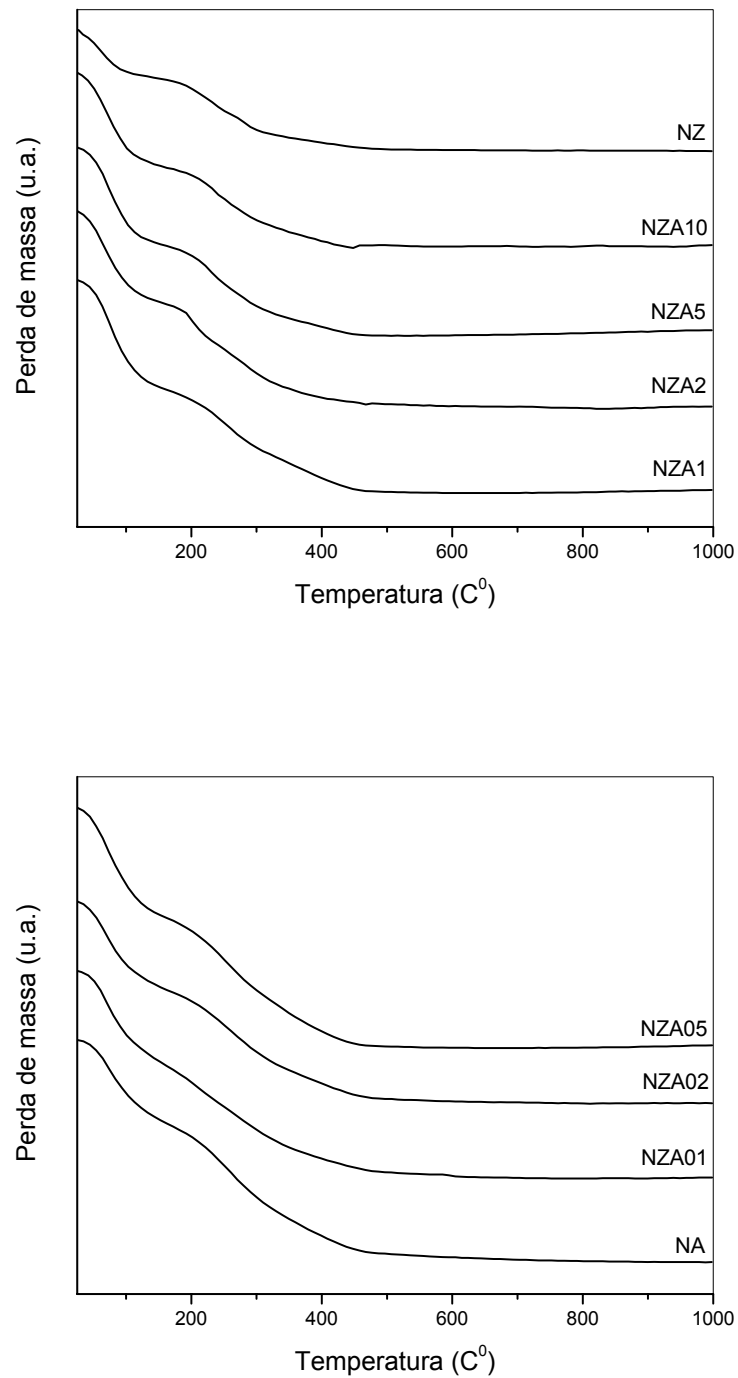 Perda de massa (u.a.)
NZ
NZA10
NZA5
NZA2
NZA1
200 400 600 800 1000
Temperatura (C⁰)
Perda de massa (u.a.)
NZA05
NZA02
NZA01
NA
200 400 600 800 1000
Temperatura (C⁰)